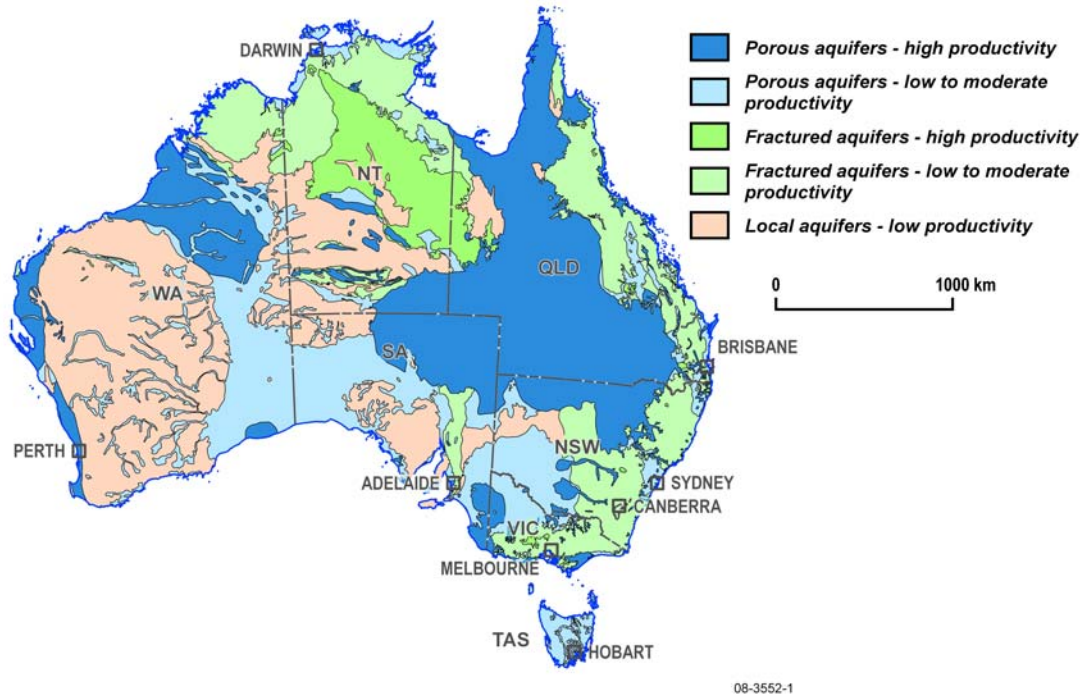 DARWIN
NT
WA
QLD
SA
BRISBANE
PERTH
NSW
ADELAIDE
SYDNEY
CANBERRA
VIC
MELBOURNE
TAS
HOBART
Porous aquifers - high productivity
Porous aquifers - low to moderate
productivity
Fractured aquifers - high productivity
Fractured aquifers - low to moderate
productivity
Local aquifers - low productivity
0 1000 km
08-3552-1